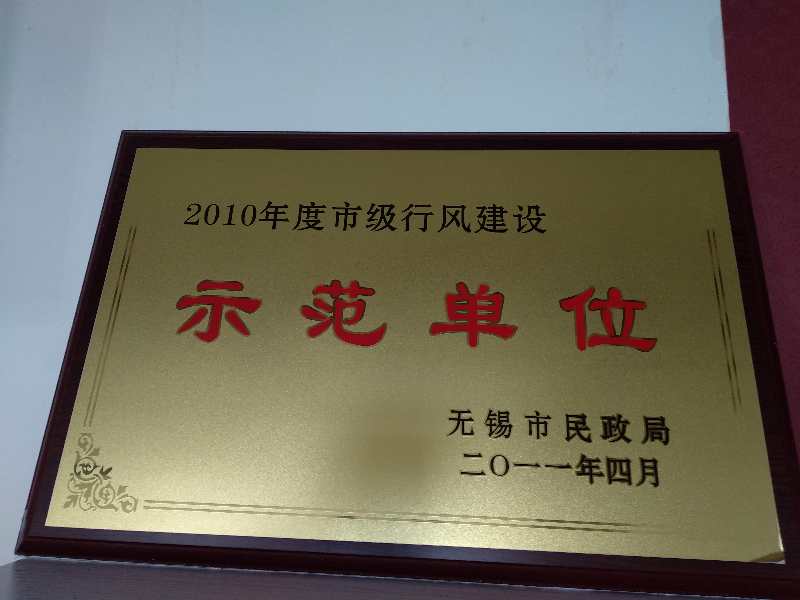 2010年度市级行风建设
示范单位
无锡市民政局
二〇一一年四月